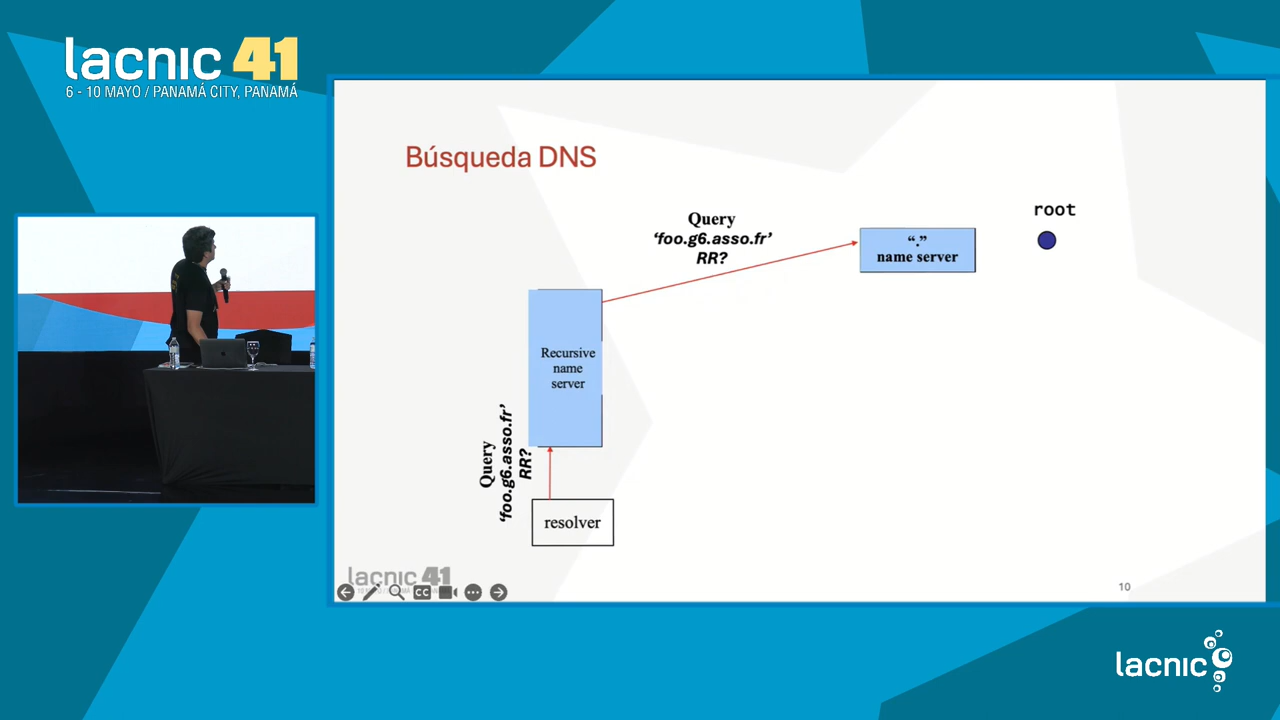 lacnic 41
6 - 10 MAYO / PANAMÁ CITY, PANAMÁ
Búsqueda DNS
root
Query
‘foo.g6.asso.fr’
RR?
“.”
name server
Recursive
name
server
Query
‘foo.g6.asso.fr’
RR?
resolver
lacnic 41
CC
10
lacnic